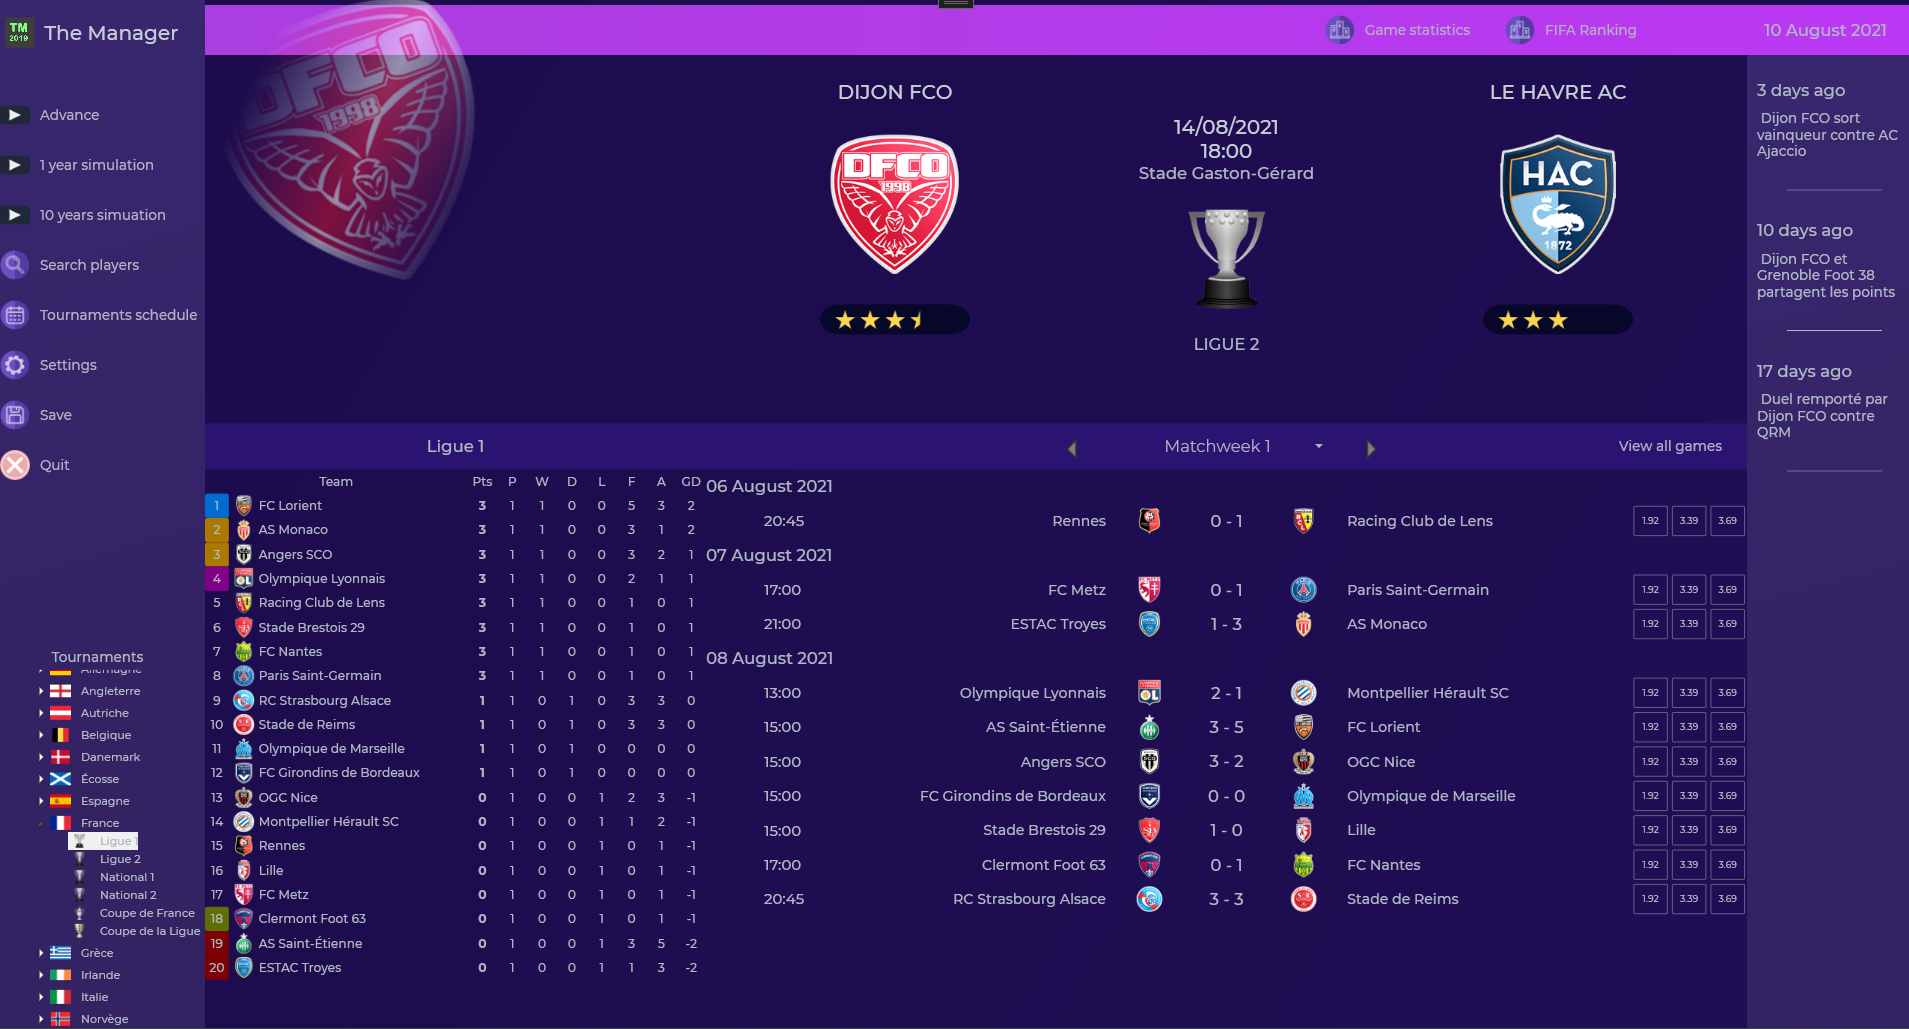 TM
2019
The Manager
Game statistics
FIFA Ranking
10 August 2021
Advance
1 year simulation
10 years simuation
Search players
Tournaments schedule
Settings
Save
Quit
DFCO
1998
DIJON FCO
DFCO
1998
14/08/2021
18:00
Stade Gaston-Gérard
LIGUE 2
LE HAVRE AC
HAC
1872
3 days ago
Dijon FCO sort
vainqueur contre AC
Ajaccio
10 days ago
Dijon FCO et
Grenoble Foot 38
partagent les points
17 days ago
Duel remporté par
Dijon FCO contre
QRM
Tournaments
Allemagne
Angleterre
Autriche
Belgique
Danemark
Écosse
Espagne
France
Ligue 1
Ligue 2
National 1
National 2
Coupe de France
Coupe de la Ligue
Grèce
Irlande
Italie
Norvège
Ligue 1
Team Pts P W D L F A GD
1 FC Lorient 3 1 1 0 0 5 3 2
2 AS Monaco 3 1 1 0 0 3 1 2
3 Angers SCO 3 1 1 0 0 3 2 1
4 Olympique Lyonnais 3 1 1 0 0 2 1 1
5 Racing Club de Lens 3 1 1 0 0 1 0 1
6 Stade Brestois 29 3 1 1 0 0 1 0 1
7 FC Nantes 3 1 1 0 0 1 0 1
8 Paris Saint-Germain 3 1 1 0 0 1 0 1
9 RC Strasbourg Alsace 1 1 0 1 0 3 3 0
10 Stade de Reims 1 1 0 1 0 3 3 0
11 Olympique de Marseille 1 1 0 1 0 0 0 0
12 FC Girondins de Bordeaux 1 1 0 1 0 0 0 0
13 OGC Nice 0 1 0 0 1 2 3 -1
14 Montpellier Hérault SC 0 1 0 0 1 1 2 -1
15 Rennes 0 1 0 0 1 0 1 -1
16 Lille 0 1 0 0 1 0 1 -1
17 FC Metz 0 1 0 0 1 0 1 -1
18 Clermont Foot 63 0 1 0 0 1 0 1 -1
19 AS Saint-Étienne 0 1 0 0 1 3 5 -2
20 ESTAC Troyes 0 1 0 0 1 1 3 -2
Matchweek 1
View all games
06 August 2021
20:45 Rennes 0 - 1 Racing Club de Lens 1.92 3.39 3.69
07 August 2021
17:00 FC Metz 0 - 1 Paris Saint-Germain 1.92 3.39 3.69
21:00 ESTAC Troyes 1 - 3 AS Monaco 1.92 3.39 3.69
08 August 2021
13:00 Olympique Lyonnais 2 - 1 Montpellier Hérault SC 1.92 3.39 3.69
15:00 AS Saint-Étienne 3 - 5 FC Lorient 1.92 3.39 3.69
15:00 Angers SCO 3 - 2 OGC Nice 1.92 3.39 3.69
15:00 FC Girondins de Bordeaux 0 - 0 Olympique de Marseille 1.92 3.39 3.69
15:00 Stade Brestois 29 1 - 0 Lille 1.92 3.39 3.69
17:00 Clermont Foot 63 0 - 1 FC Nantes 1.92 3.39 3.69
20:45 RC Strasbourg Alsace 3 - 3 Stade de Reims 1.92 3.39 3.69